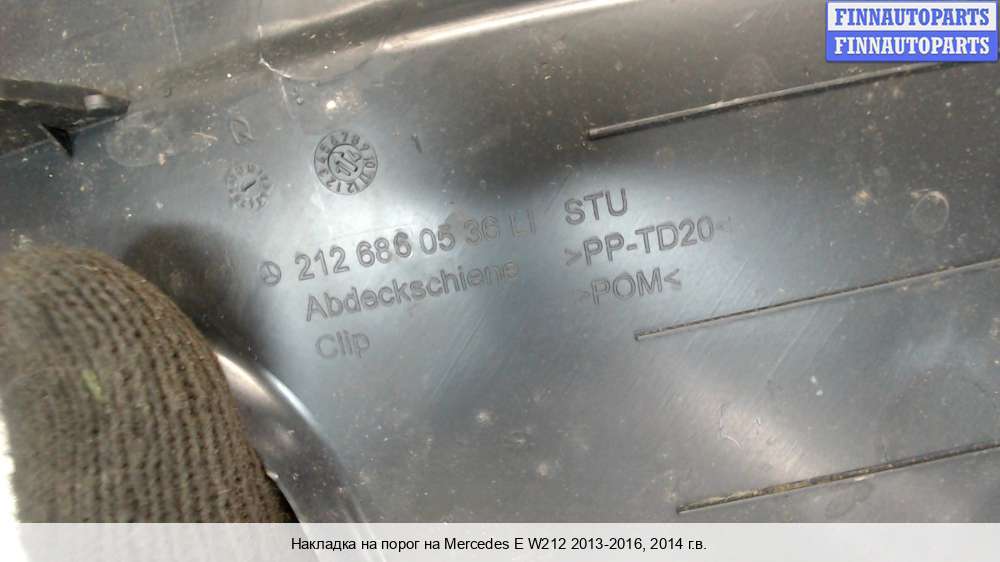 FINNAUTOPARTS
FINNAUTOPARTS
212 686 05 36 LI
Abdeckschiene
Clip
STU
>PP-TD20<
>POM<
Накладка на порог на Mercedes E W212 2013-2016, 2014 г.в.